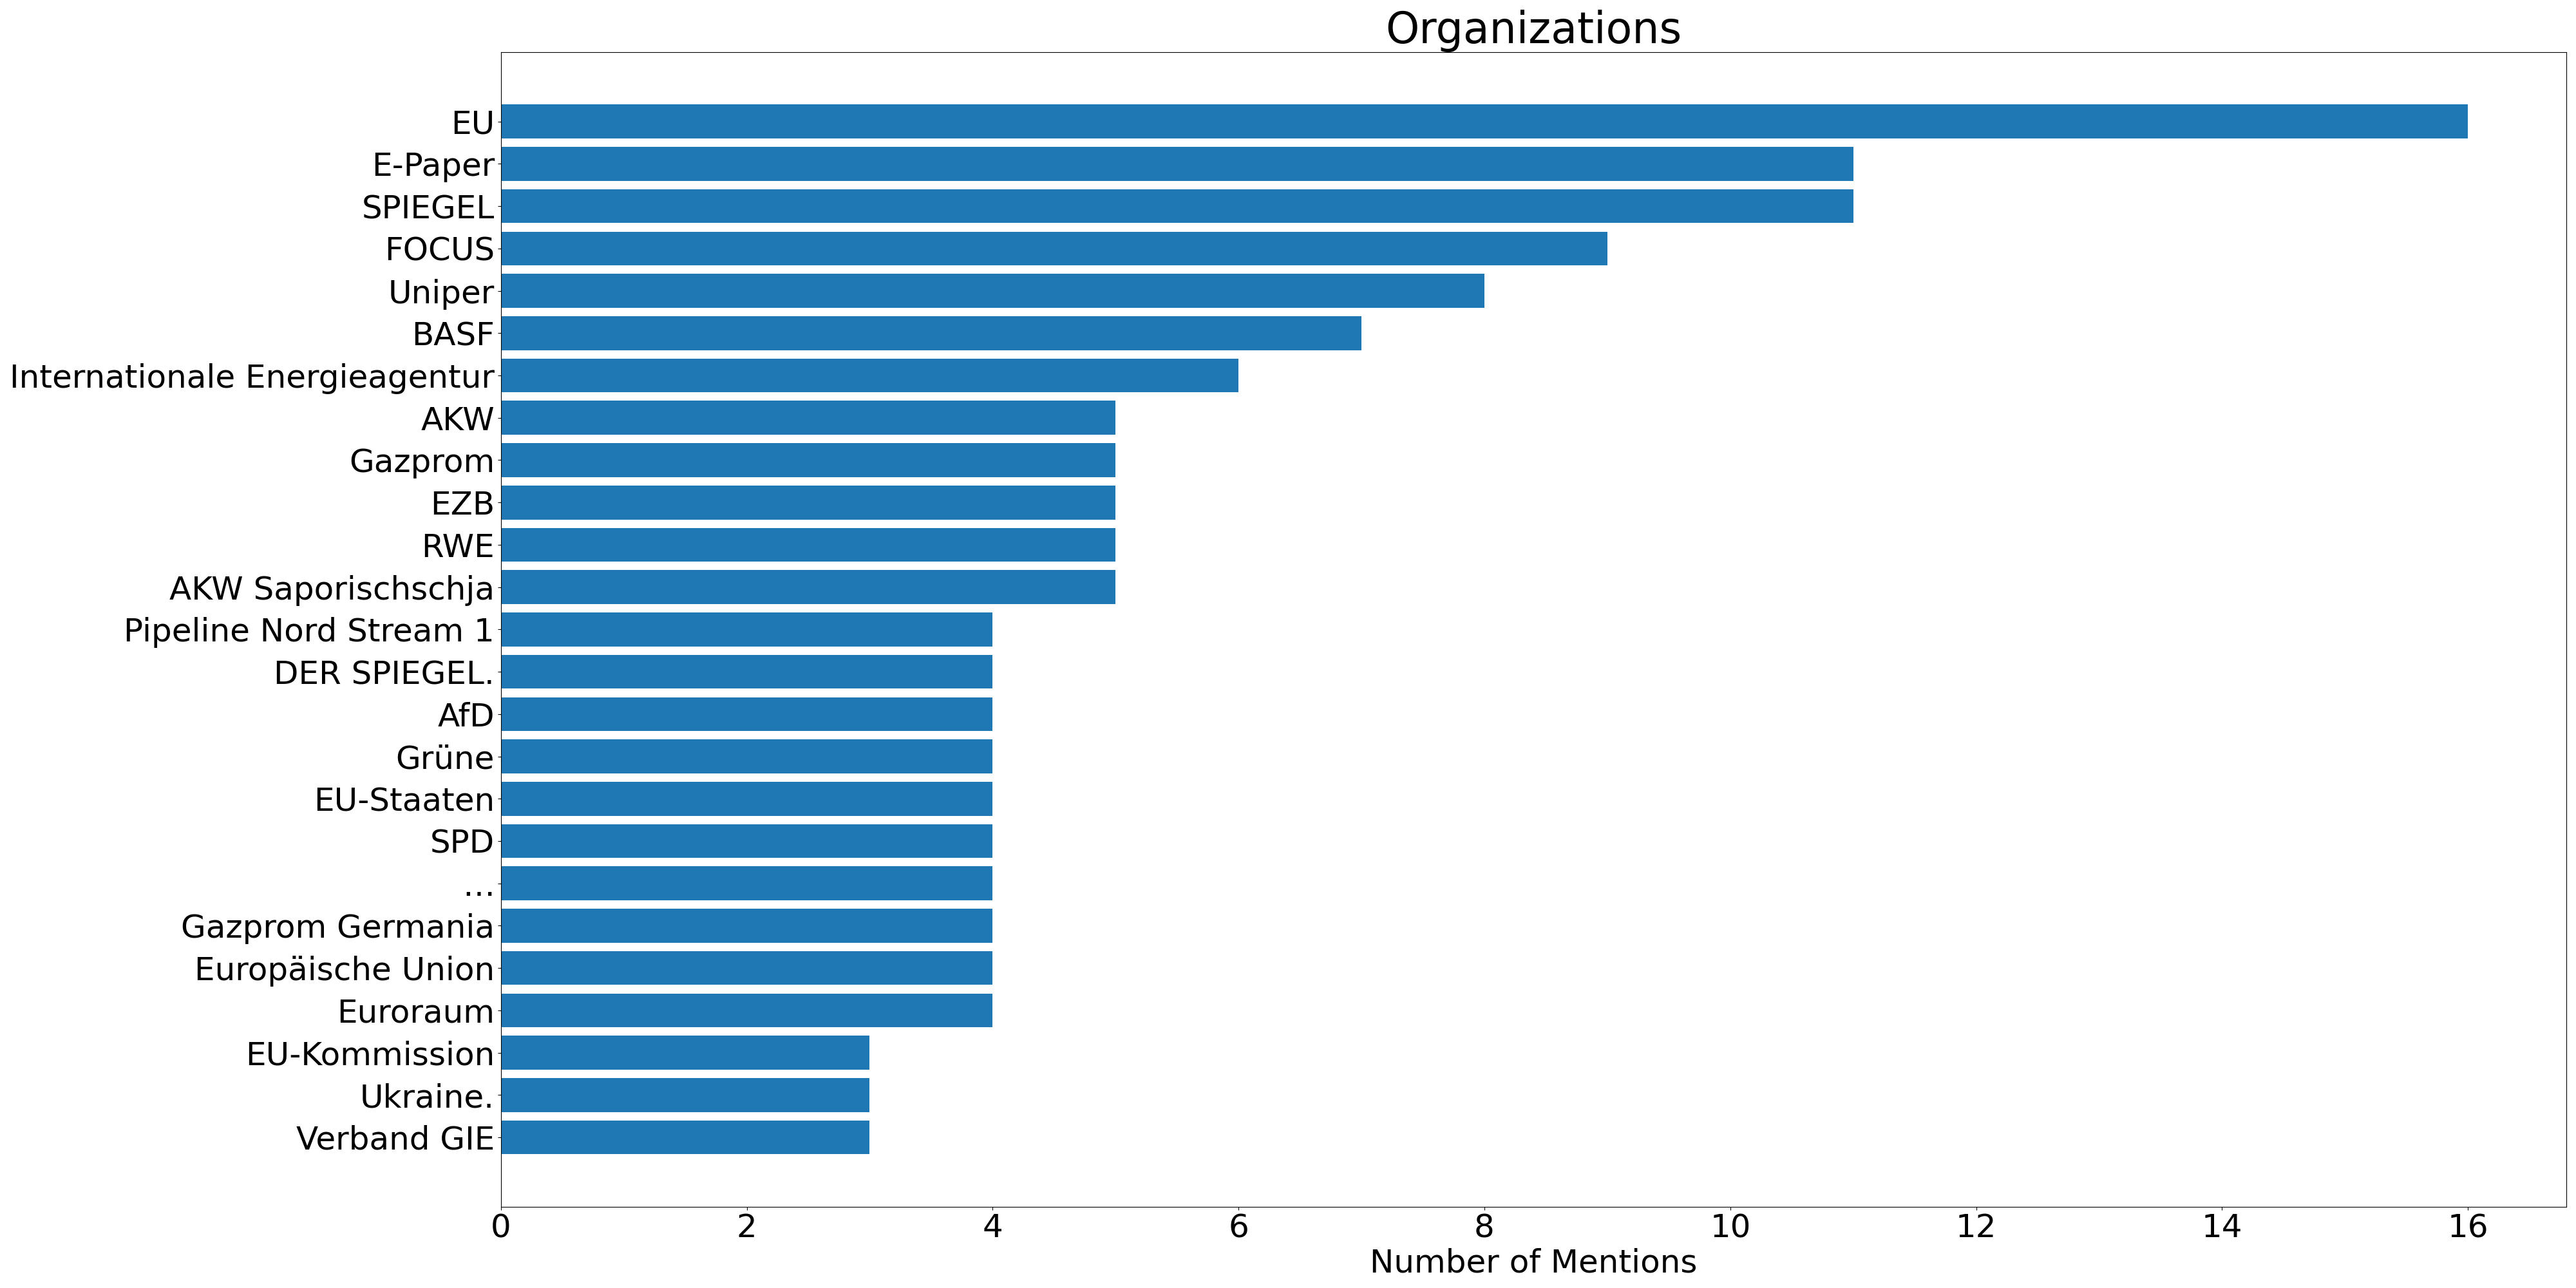 Organizations
EU
E-Paper
SPIEGEL
FOCUS
Uniper
BASF
Internationale Energieagentur
AKW
Gazprom
EZB
RWE
AKW Saporischschja
Pipeline Nord Stream 1
DER SPIEGEL.
AfD
Grüne
EU-Staaten
SPD
...
Gazprom Germania
Europäische Union
Euroraum
EU-Kommission
Ukraine.
Verband GIE
0 2 4 6 8 10 12 14 16
Number of Mentions